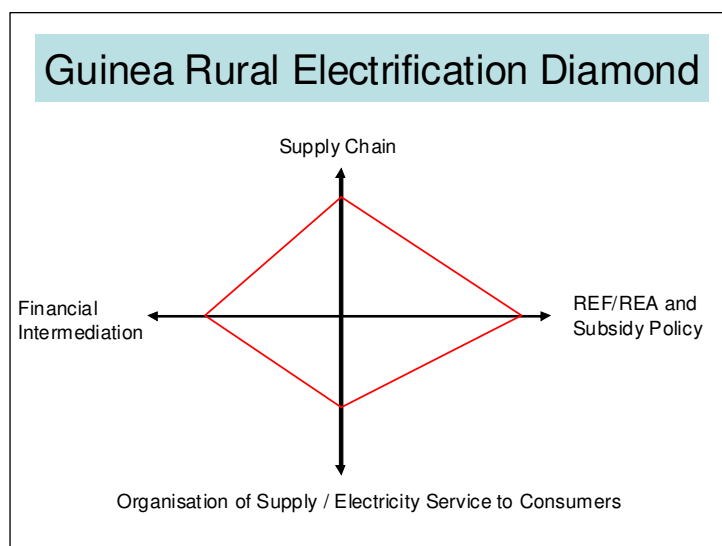 Guinea Rural Electrification Diamond
Supply Chain
Financial
Intermediation
REF/REA and
Subsidy Policy
Organisation of Supply / Electricity Service to Consumers